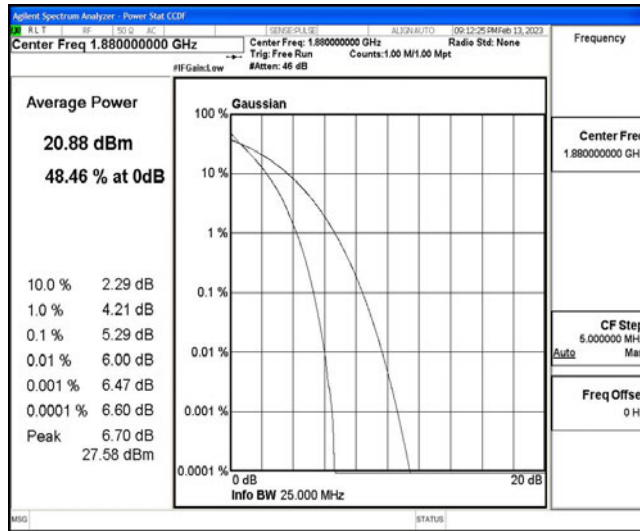 Agilent Spectrum Analyzer - Power Stat CCDF
RLT RF 50 Ω AC SENSE:PULSE ALIGN AUTO 09:12:25 PM Feb 13, 2023
Center Freq 1.880000000 GHz
Center Freq: 1.880000000 GHz Radio Std: None
Trig: Free Run Counts:1.00 M/1.00 Mpt
#IFGain:Low #Atten: 46 dB
Frequency
Average Power
20.88 dBm
48.46 % at 0dB
10.0 % 2.29 dB
1.0 % 4.21 dB
0.1 % 5.29 dB
0.01 % 6.00 dB
0.001 % 6.47 dB
0.0001 % 6.60 dB
Peak 6.70 dB
27.58 dBm
Gaussian
100 %
10 %
1 %
0.1 %
0.01 %
0.001 %
0.0001 %
0 dB 20 dB
Info BW 25.000 MHz
Center Fre
1.880000000 GH
CF Step
5.000000 MH
Auto Ma
Freq Offse
0 H
MSG STATUS